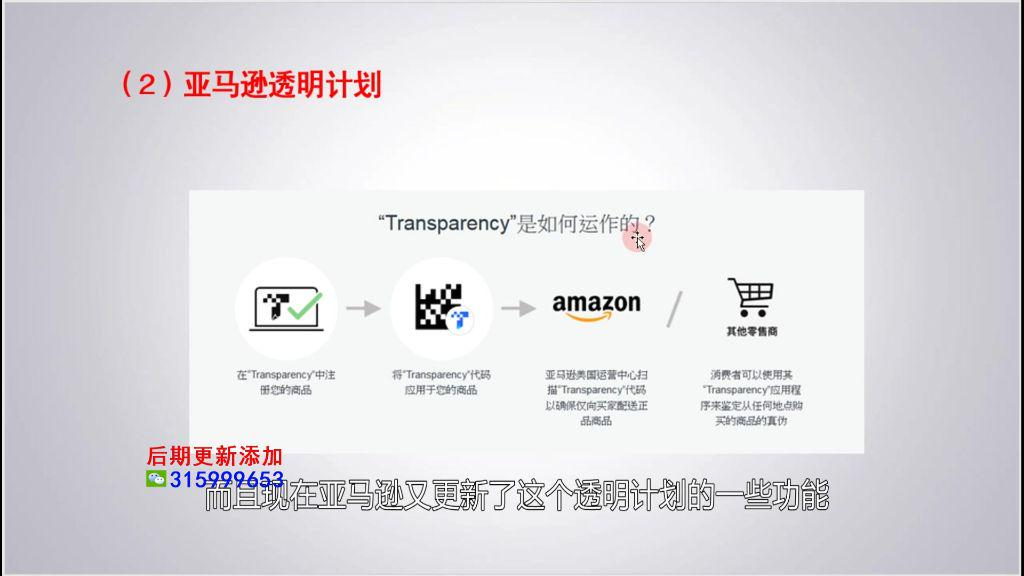 （2）亚马逊透明计划
“Transparency”是如何运作的？
amazon
其他零售商
在“Transparency”中注
册您的商品
将“Transparency”代码
应用于您的商品
亚马逊美国运营中心扫
描“Transparency”代码
以确保仅向买家配送正
品商品
消费者可以使用其
“Transparency”应用程
序来鉴定从任何地点购
买的商品的真伪
后期更新添加
315999653
而且现在亚马逊又更新了这个透明计划的一些功能